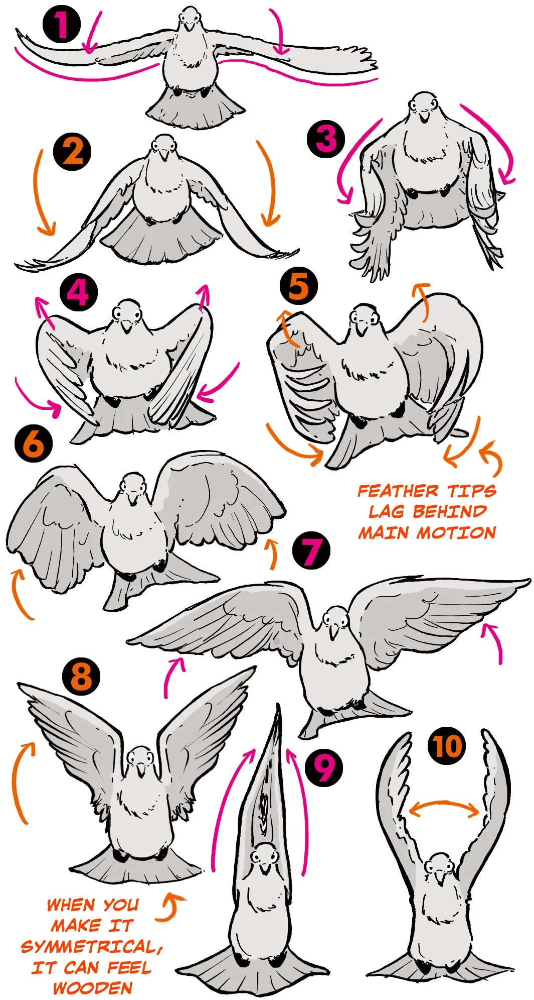 1
2
3
4
5
6
FEATHER TIPS
LAG BEHIND
MAIN MOTION
7
8
9
10
WHEN YOU
MAKE IT
SYMMETRICAL,
IT CAN FEEL
WOODEN